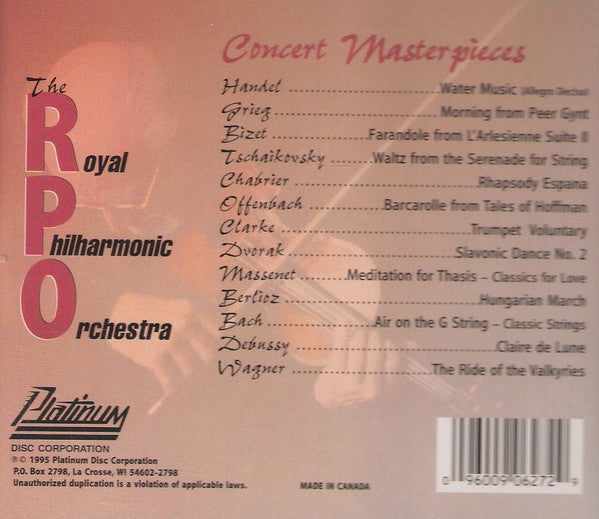 Concert Masterpieces
The
Royal
Philharmonic
Orchestra
Handel ........................ Water Music (Allegro Deciso)
Grieg ........................ Morning from Peer Gynt
Bizet ........................ Farandole from L'Arlesienne Suite II
Tschaikovsky ........................ Waltz from the Serenade for String
Chabrier ........................ Rhapsody Espana
Offenbach ........................ Barcarolle from Tales of Hoffman
Clarke ........................ Trumpet Voluntary
Dvorak ........................ Slavonic Dance No. 2
Massenet ........................ Meditation for Thasis – Classics for Love
Berlioz ........................ Hungarian March
Bach ........................ Air on the G String – Classic Strings
Debussy ........................ Claire de Lune
Wagner ........................ The Ride of the Valkyries
Platinum
DISC CORPORATION
℗ © 1995 Platinum Disc Corporation
P.O. Box 2798, La Crosse, WI 54602-2798
Unauthorized duplication is a violation of applicable laws.
MADE IN CANADA
0 96009 06272 9